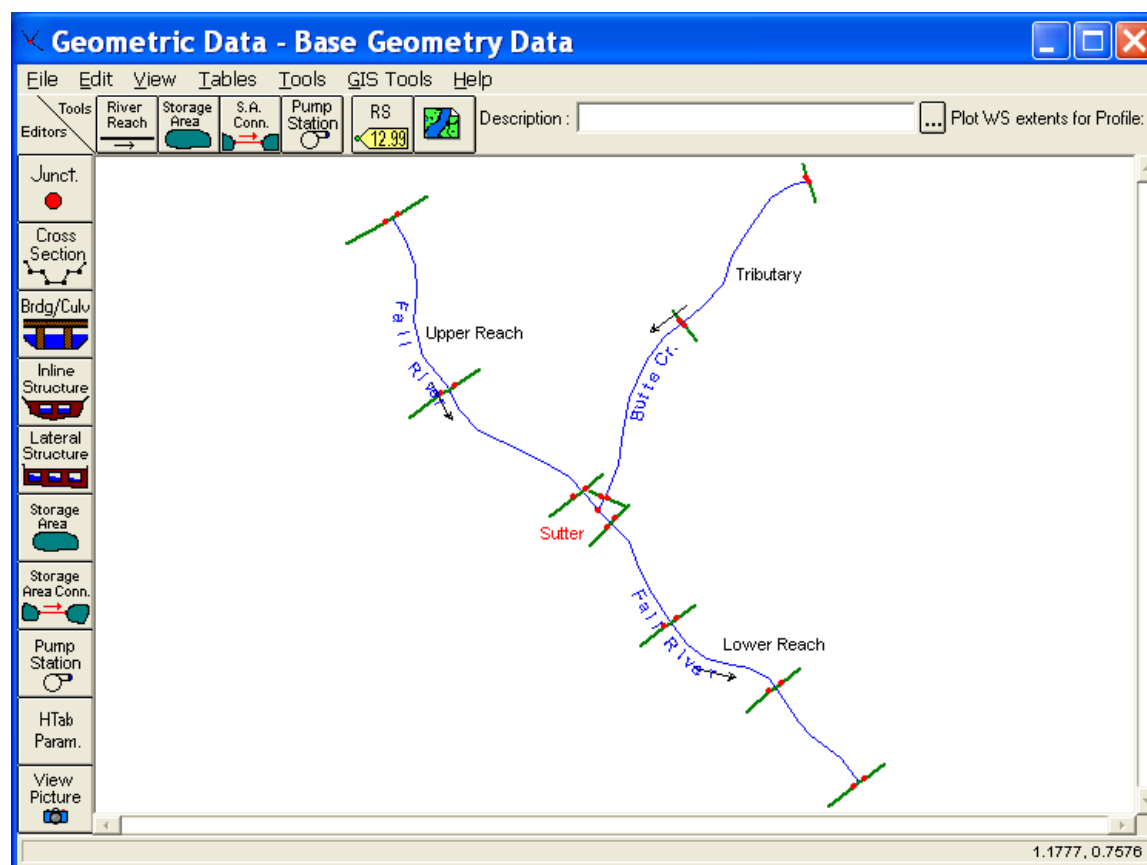 Geometric Data - Base Geometry Data
File Edit View Tables Tools GIS Tools Help
Tools
Editors
River
Reach
Storage
Area
S.A.
Conn.
Pump
Station
RS
12.99
Description :
...
Plot WS extents for Profile:
Junct.
Cross
Section
Brdg/Culv
Inline
Structure
Lateral
Structure
Storage
Area
Storage
Area Conn.
Pump
Station
HTab
Param.
View
Picture
Tributary
Upper Reach
Fall River
Butte Cr.
Sutter
Fall River
Lower Reach
1.1777, 0.7576